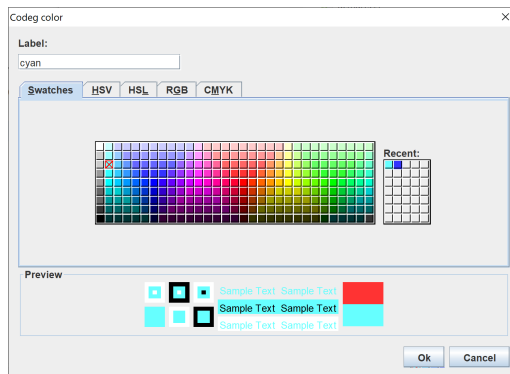 Codeg color
Label:
cyan
Swatches HSV HSL RGB CMYK
Recent:
Preview
Sample Text Sample Text
Sample Text Sample Text
Sample Text Sample Text
Ok Cancel